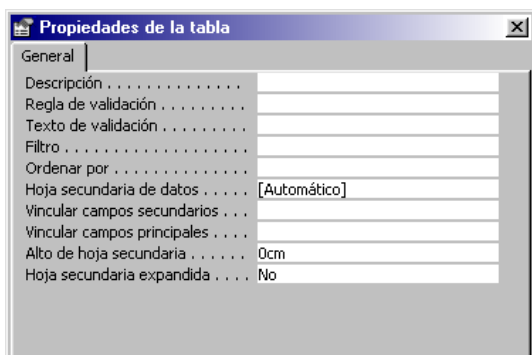 Propiedades de la tabla
General
Descripción . . . . . . . . . . . . . .
Regla de validación . . . . . . . . .
Texto de validación . . . . . . . . .
Filtro . . . . . . . . . . . . . . . . . .
Ordenar por . . . . . . . . . . . . . .
Hoja secundaria de datos . . . . . [Automático]
Vincular campos secundarios . . .
Vincular campos principales . . . .
Alto de hoja secundaria . . . . . . 0cm
Hoja secundaria expandida . . . . No